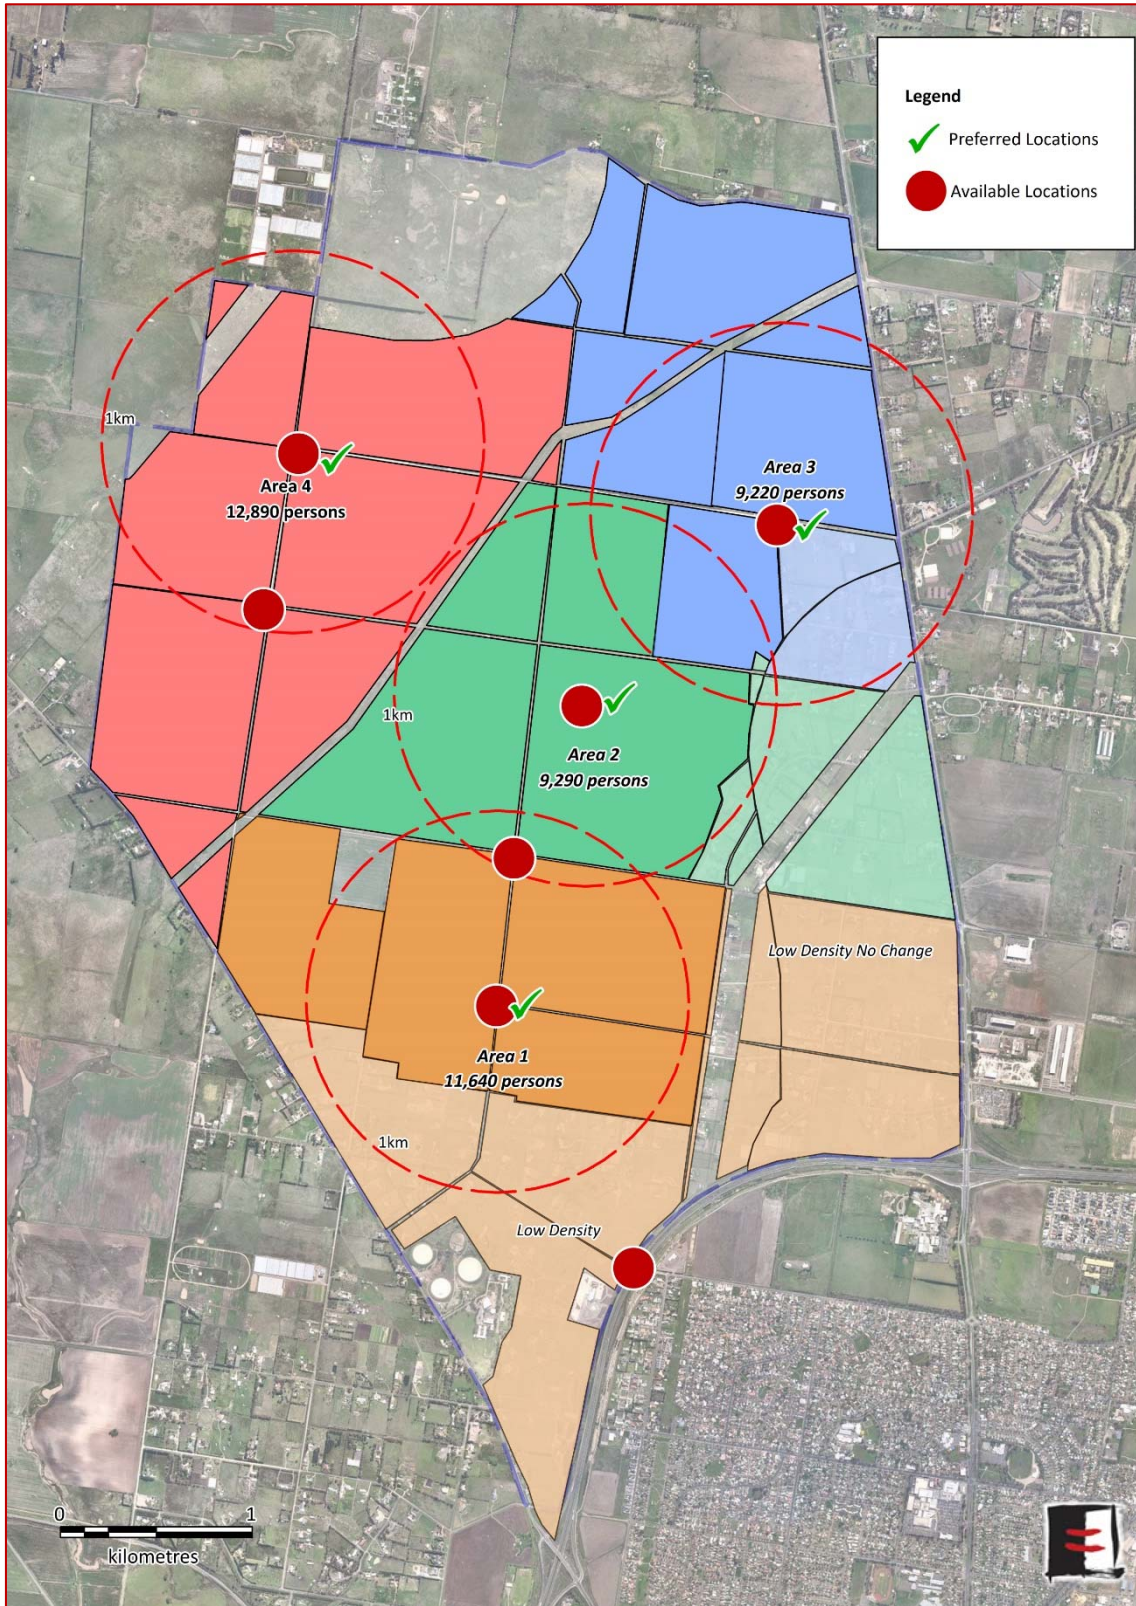 Legend
Preferred Locations
Available Locations
1km
Area 4
12,890 persons
Area 3
9,220 persons
1km
Area 2
9,290 persons
Low Density No Change
Area 1
11,640 persons
1km
Low Density
0 1
kilometres